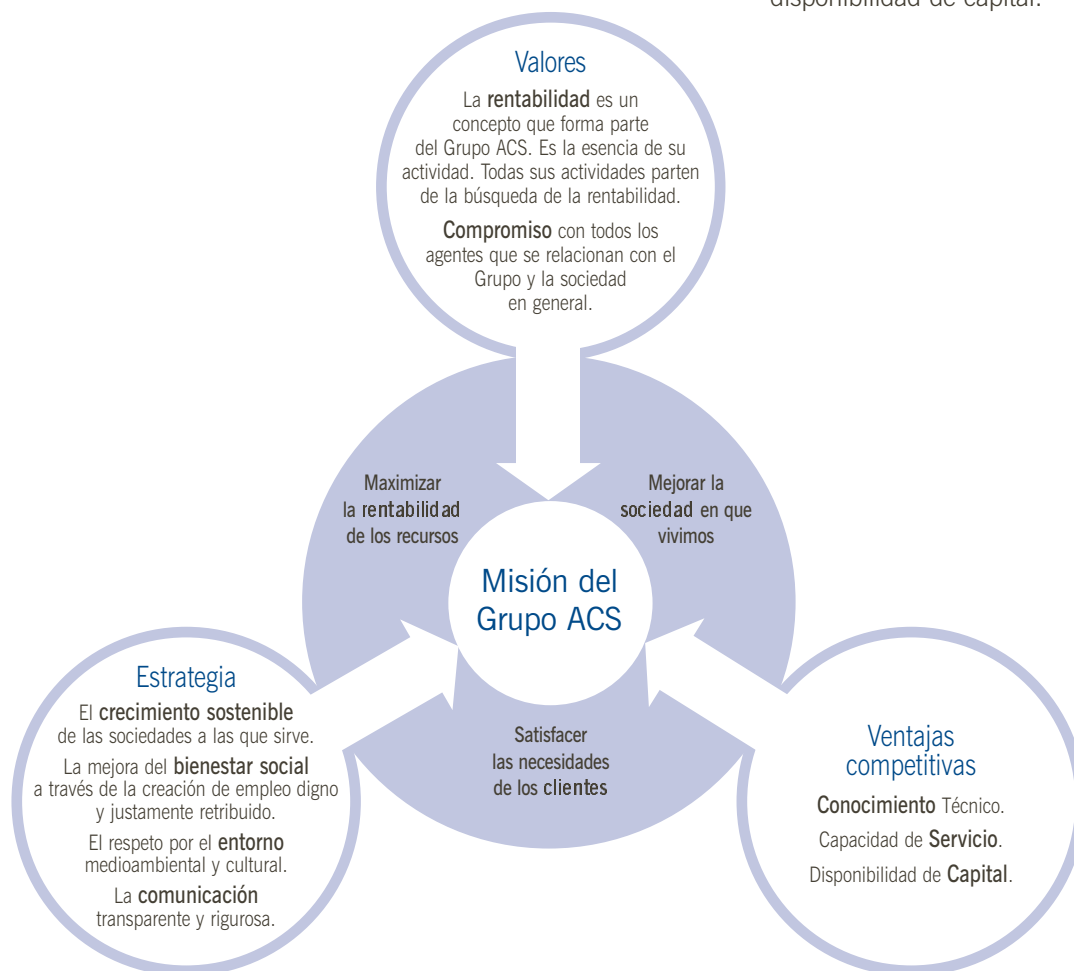 disponibilidad de capital.
Valores
La rentabilidad es un
concepto que forma parte
del Grupo ACS. Es la esencia de su
actividad. Todas sus actividades parten
de la búsqueda de la rentabilidad.
Compromiso con todos los
agentes que se relacionan con el
Grupo y la sociedad
en general.
Maximizar
la rentabilidad
de los recursos
Mejorar la
sociedad en que
vivimos
Misión del
Grupo ACS
Estrategia
El crecimiento sostenible
de las sociedades a las que sirve.
La mejora del bienestar social
a través de la creación de empleo digno
y justamente retribuido.
El respeto por el entorno
medioambiental y cultural.
La comunicación
transparente y rigurosa.
Satisfacer
las necesidades
de los clientes
Ventajas
competitivas
Conocimiento Técnico.
Capacidad de Servicio.
Disponibilidad de Capital.